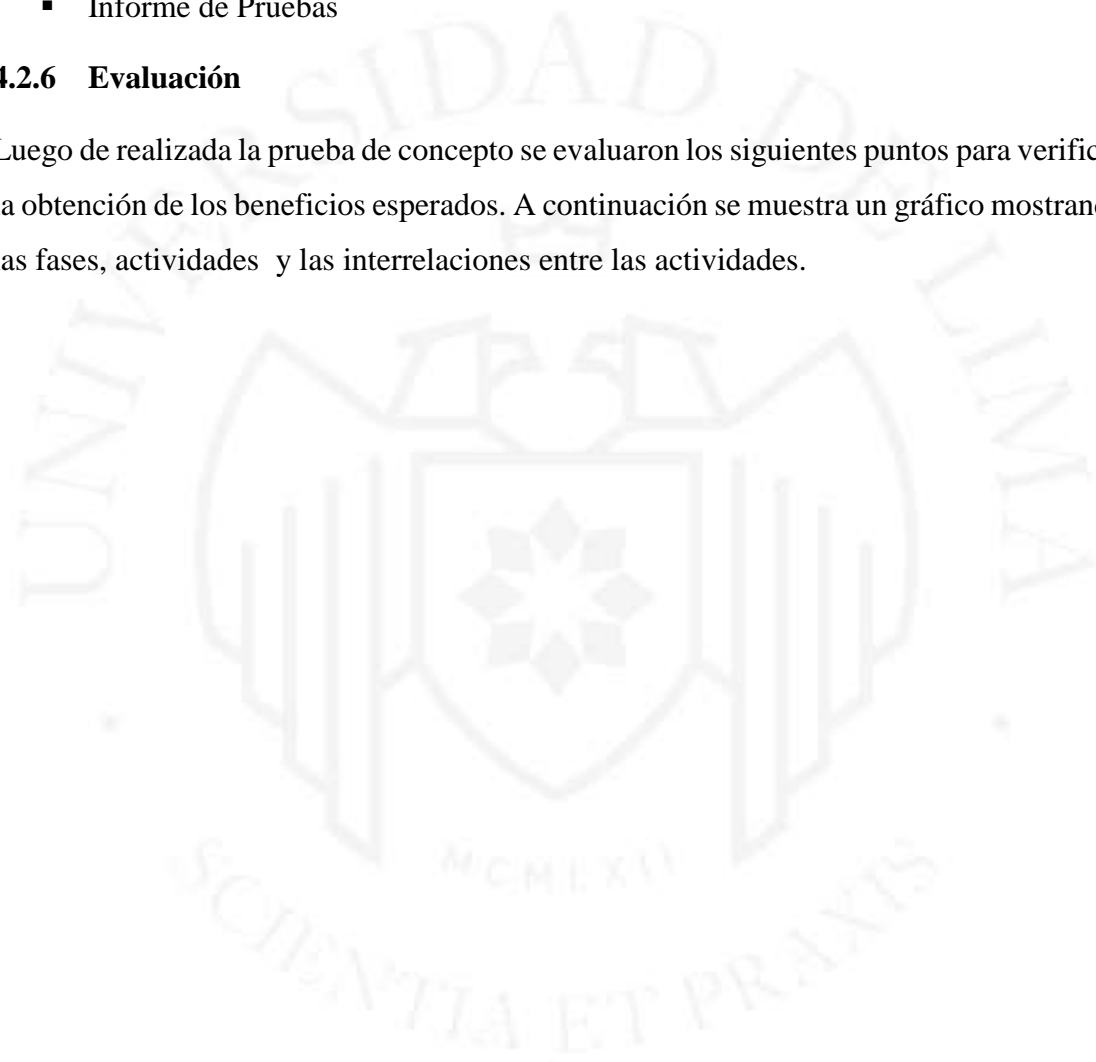 ▪ Informe de Pruebas
4.2.6 Evaluación
Luego de realizada la prueba de concepto se evaluaron los siguientes puntos para verific
la obtención de los beneficios esperados. A continuación se muestra un gráfico mostrand
las fases, actividades y las interrelaciones entre las actividades.
UNIVERSIDAD DE LIMA
MCMLXII
SCIENTIA ET PRAXIS